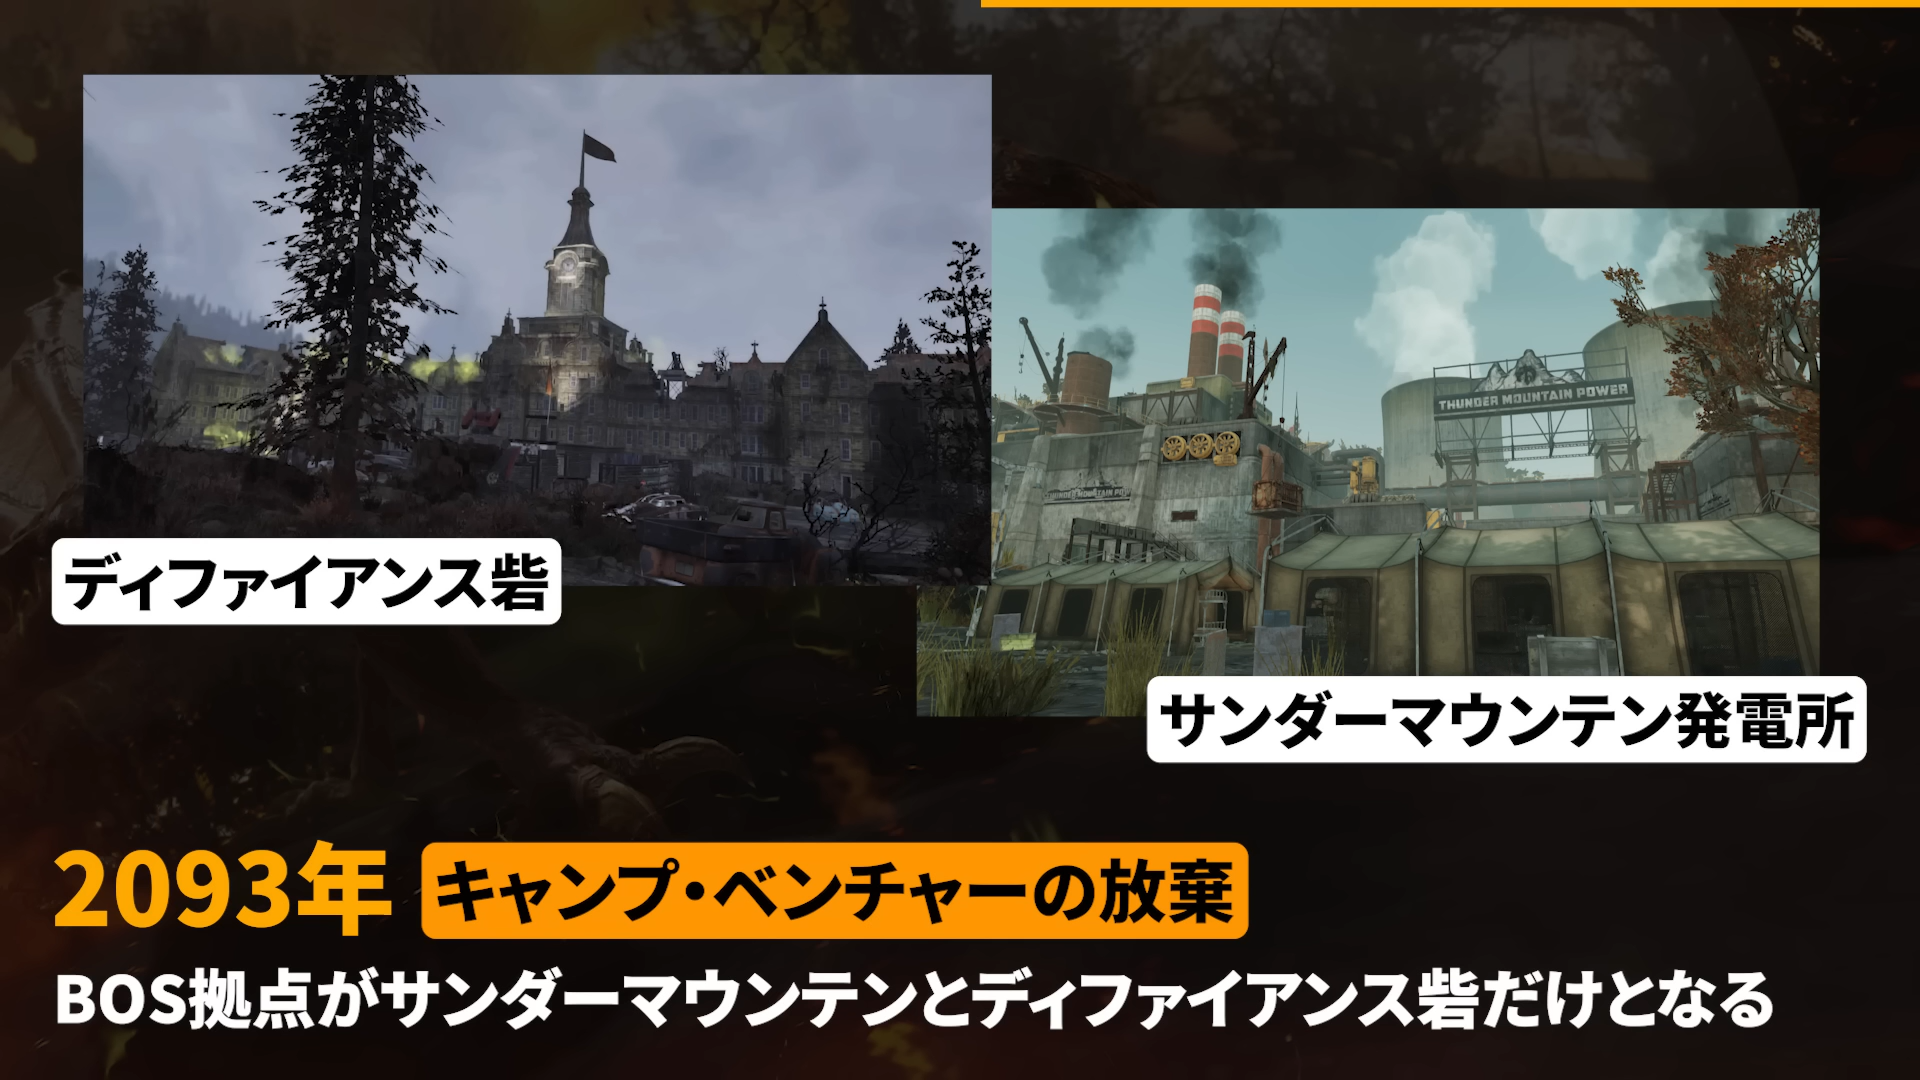 THUNDER MOUNTAIN POWER
THUNDER MOUNTAIN POW
ディファイアンス砦
サンダーマウンテン発電所
2093年 キャンプ・ベンチャーの放棄
BOS拠点がサンダーマウンテンとディファイアンス砦だけとなる